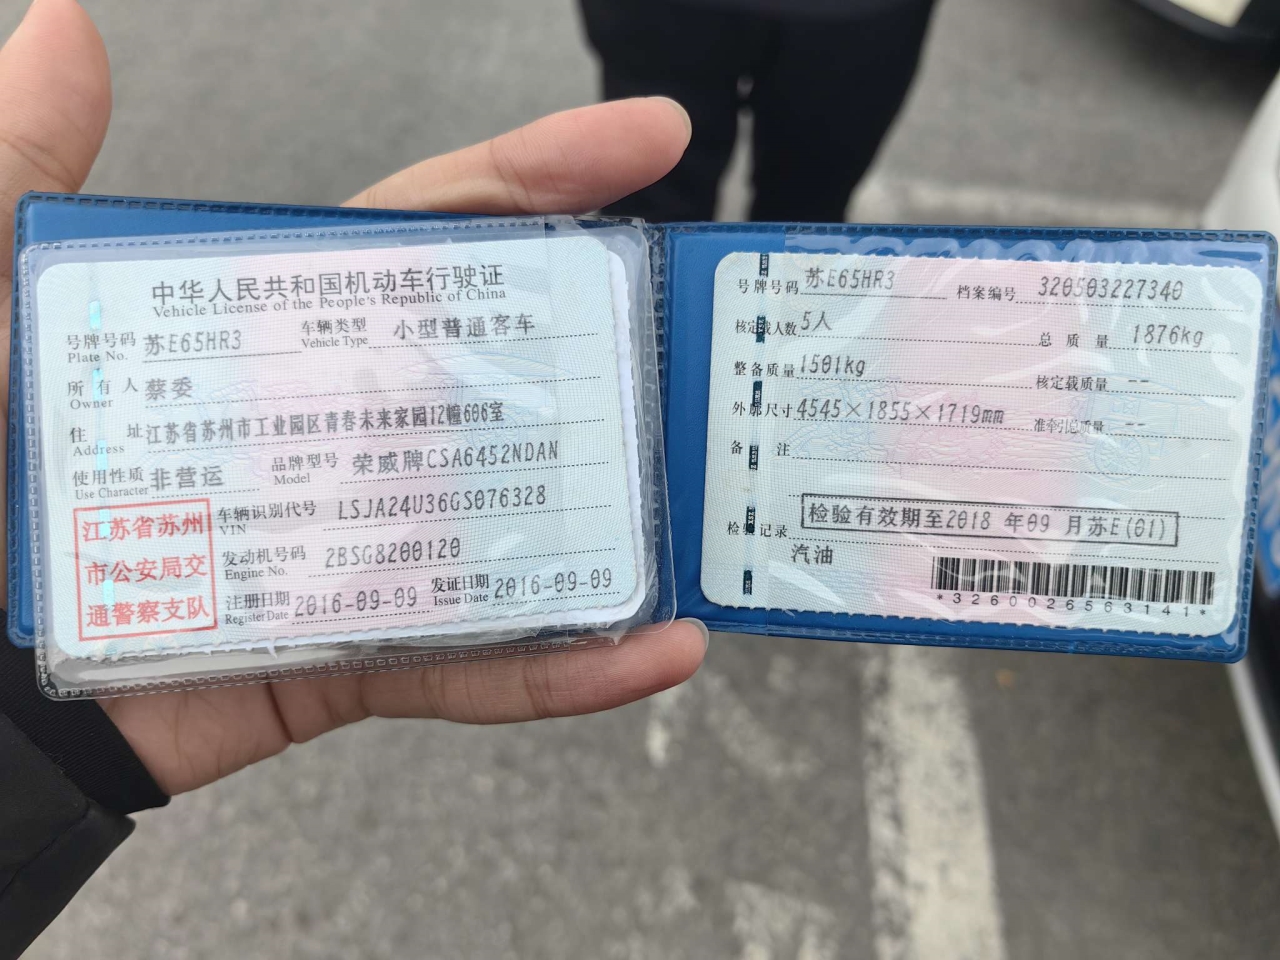 中华人民共和国机动车行驶证
Vehicle License of the People's Republic of China
号牌号码 苏E65HR3 车辆类型 小型普通客车
Plate No. Vehicle Type
所有人 蔡委
Owner
住址 江苏省苏州市工业园区青春未来家园12幢606室
Address
使用性质 非营运 品牌型号 荣威牌CSA6452NDAN
Use Character Model
江苏省苏州
市公安局交
通警察支队
车辆识别代号 LSJA24U36GS076328
VIN
发动机号码 2BSG8200120
Engine No.
注册日期 2016-09-09 发证日期 2016-09-09
Register Date Issue Date
号牌号码 苏E65HR3 档案编号 320503227340
核定载人数 5人 总质量 1876kg
整备质量 1501kg 核定载质量 --
外廓尺寸 4545×1855×1719mm 准牵引总质量 --
备注
检验记录 检验有效期至2018年09月苏E(01)
汽油
*3260026563141*